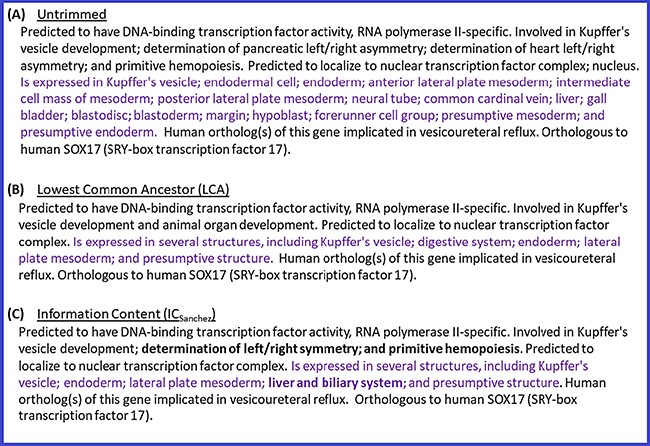 (A) Untrimmed
Predicted to have DNA-binding transcription factor activity, RNA polymerase II-specific. Involved in Kupffer's
vesicle development; determination of pancreatic left/right asymmetry; determination of heart left/right
asymmetry; and primitive hemopoiesis. Predicted to localize to nuclear transcription factor complex; nucleus.
Is expressed in Kupffer's vesicle; endodermal cell; endoderm; anterior lateral plate mesoderm; intermediate
cell mass of mesoderm; posterior lateral plate mesoderm; neural tube; common cardinal vein; liver; gall
bladder; blastodisc; blastoderm; margin; hypoblast; forerunner cell group; presumptive mesoderm; and
presumptive endoderm. Human ortholog(s) of this gene implicated in vesicoureteral reflux. Orthologous to
human SOX17 (SRY-box transcription factor 17).
(B) Lowest Common Ancestor (LCA)
Predicted to have DNA-binding transcription factor activity, RNA polymerase II-specific. Involved in Kupffer's
vesicle development and animal organ development. Predicted to localize to nuclear transcription factor
complex. Is expressed in several structures, including Kupffer's vesicle; digestive system; endoderm; lateral
plate mesoderm; and presumptive structure. Human ortholog(s) of this gene implicated in vesicoureteral
reflux. Orthologous to human SOX17 (SRY-box transcription factor 17).
(C) Information Content (ICSanchez)
Predicted to have DNA-binding transcription factor activity, RNA polymerase II-specific. Involved in Kupffer's
vesicle development; determination of left/right symmetry; and primitive hemopoiesis. Predicted to
localize to nuclear transcription factor complex. Is expressed in several structures, including Kupffer's
vesicle; endoderm; lateral plate mesoderm; liver and biliary system; and presumptive structure. Human
ortholog(s) of this gene implicated in vesicoureteral reflux. Orthologous to human SOX17 (SRY-box
transcription factor 17).